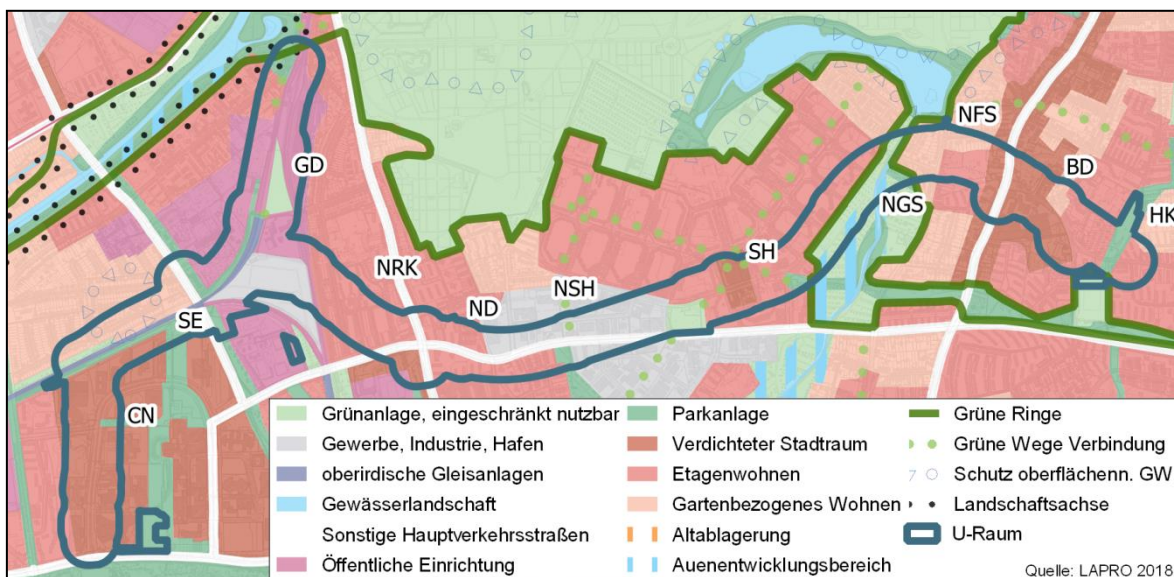 NFS
GD
BD
NGS
HK
NRK
SH
ND
NSH
SE
CN
Grünanlage, eingeschränkt nutzbar
Gewerbe, Industrie, Hafen
oberirdische Gleisanlagen
Gewässerlandschaft
Sonstige Hauptverkehrsstraßen
Öffentliche Einrichtung
Parkanlage
Verdichteter Stadtraum
Etagenwohnen
Gartenbezogenes Wohnen
Altablagerung
Auenentwicklungsbereich
Grüne Ringe
Grüne Wege Verbindung
Schutz oberflächenn. GW
Landschaftsachse
U-Raum
Quelle: LAPRO 2018